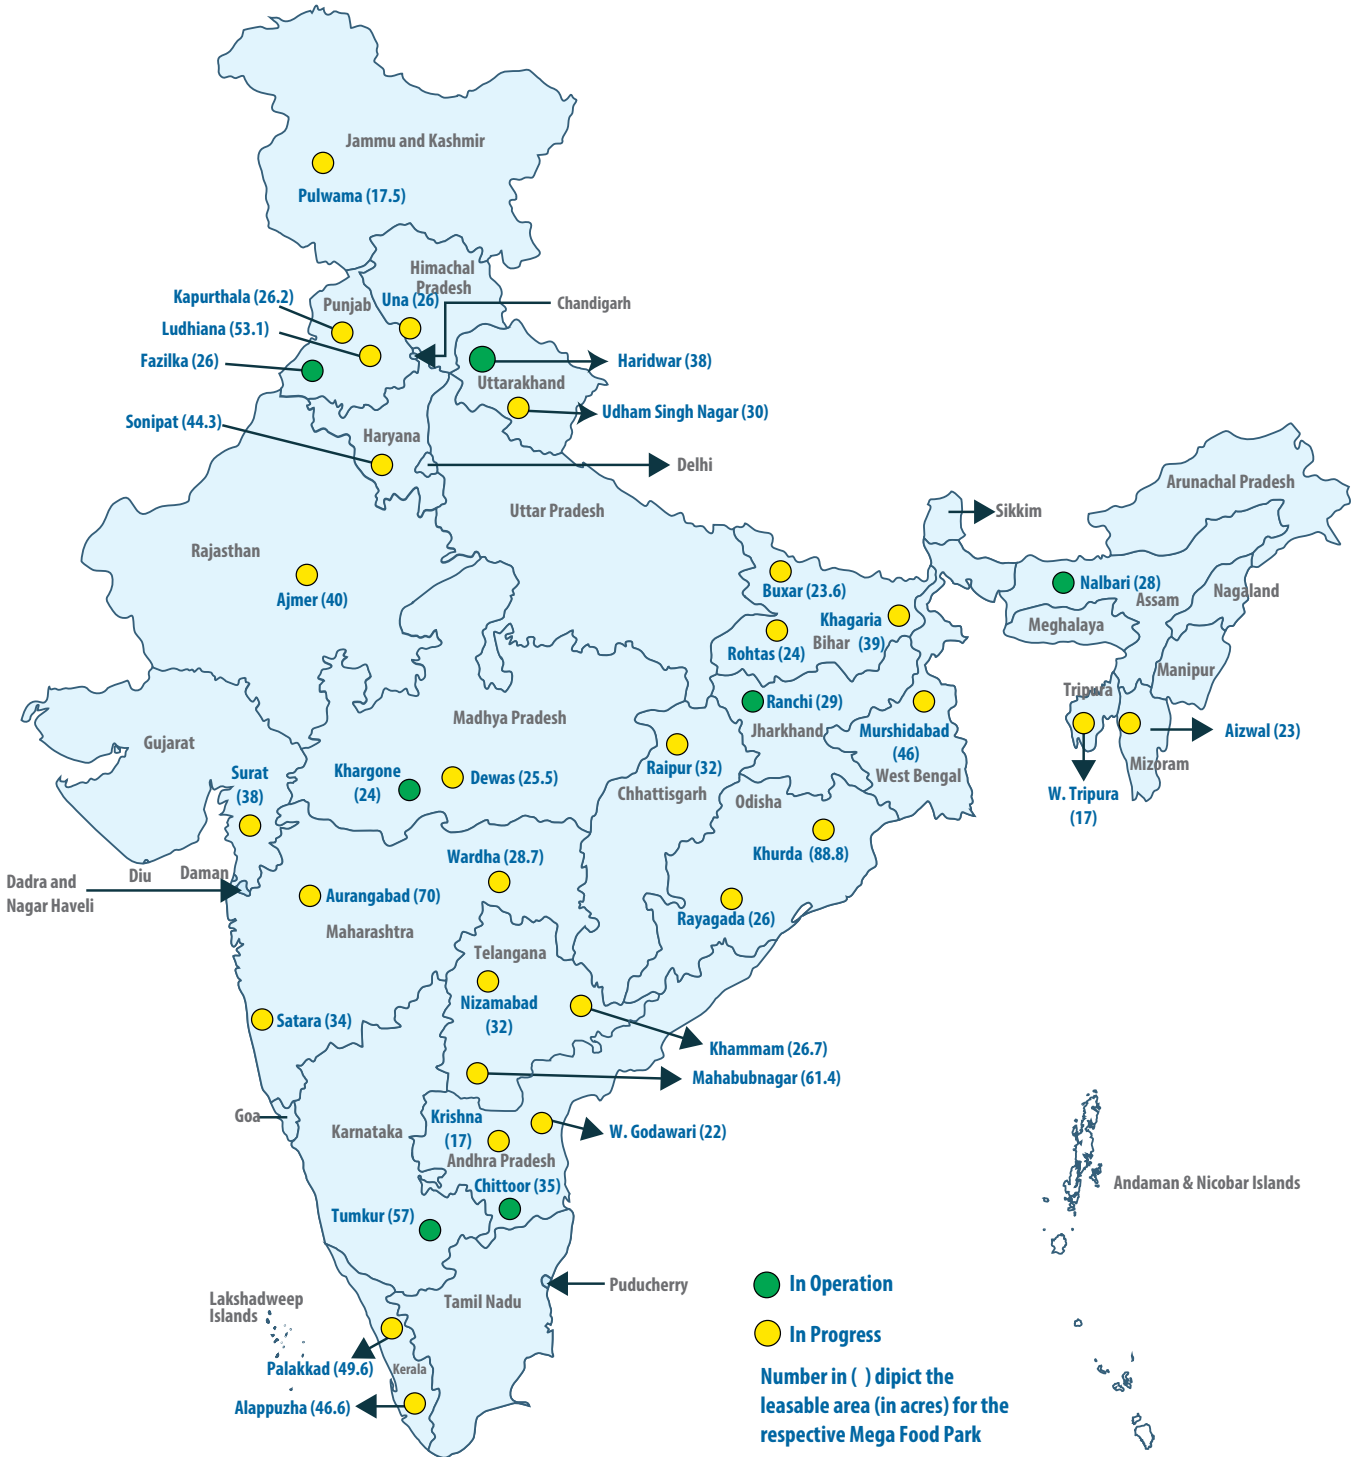 Jammu and Kashmir
Pulwama (17.5)
Himachal
Pradesh
Kapurthala (26.2)
Punjab
Una (26)
Chandigarh
Ludhiana (53.1)
Fazilka (26)
Haridwar (38)
Uttarakhand
Udham Singh Nagar (30)
Sonipat (44.3)
Haryana
Delhi
Arunachal Pradesh
Uttar Pradesh
Sikkim
Rajasthan
Ajmer (40)
Buxar (23.6)
Nalbari (28)
Assam
Nagaland
Khagaria
(39)
Bihar
Rohtas (24)
Meghalaya
Manipur
Tripura
Ranchi (29)
Jharkhand
Murshidabad
(46)
West Bengal
Aizwal (23)
Mizoram
W. Tripura
(17)
Madhya Pradesh
Gujarat
Surat
(38)
Khargone
(24)
Dewas (25.5)
Raipur (32)
Chhattisgarh
Odisha
Khurda (88.8)
Wardha (28.7)
Diu
Daman
Dadra and
Nagar Haveli
Aurangabad (70)
Rayagada (26)
Maharashtra
Telangana
Nizamabad
(32)
Satara (34)
Khammam (26.7)
Mahabubnagar (61.4)
Goa
Karnataka
Krishna
(17)
W. Godawari (22)
Andhra Pradesh
Chittoor (35)
Andaman & Nicobar Islands
Tumkur (57)
Puducherry
Tamil Nadu
Lakshadweep
Islands
Palakkad (49.6)
Kerala
Alappuzha (46.6)
In Operation
In Progress
Number in ( ) dipict the
leasable area (in acres) for the
respective Mega Food Park